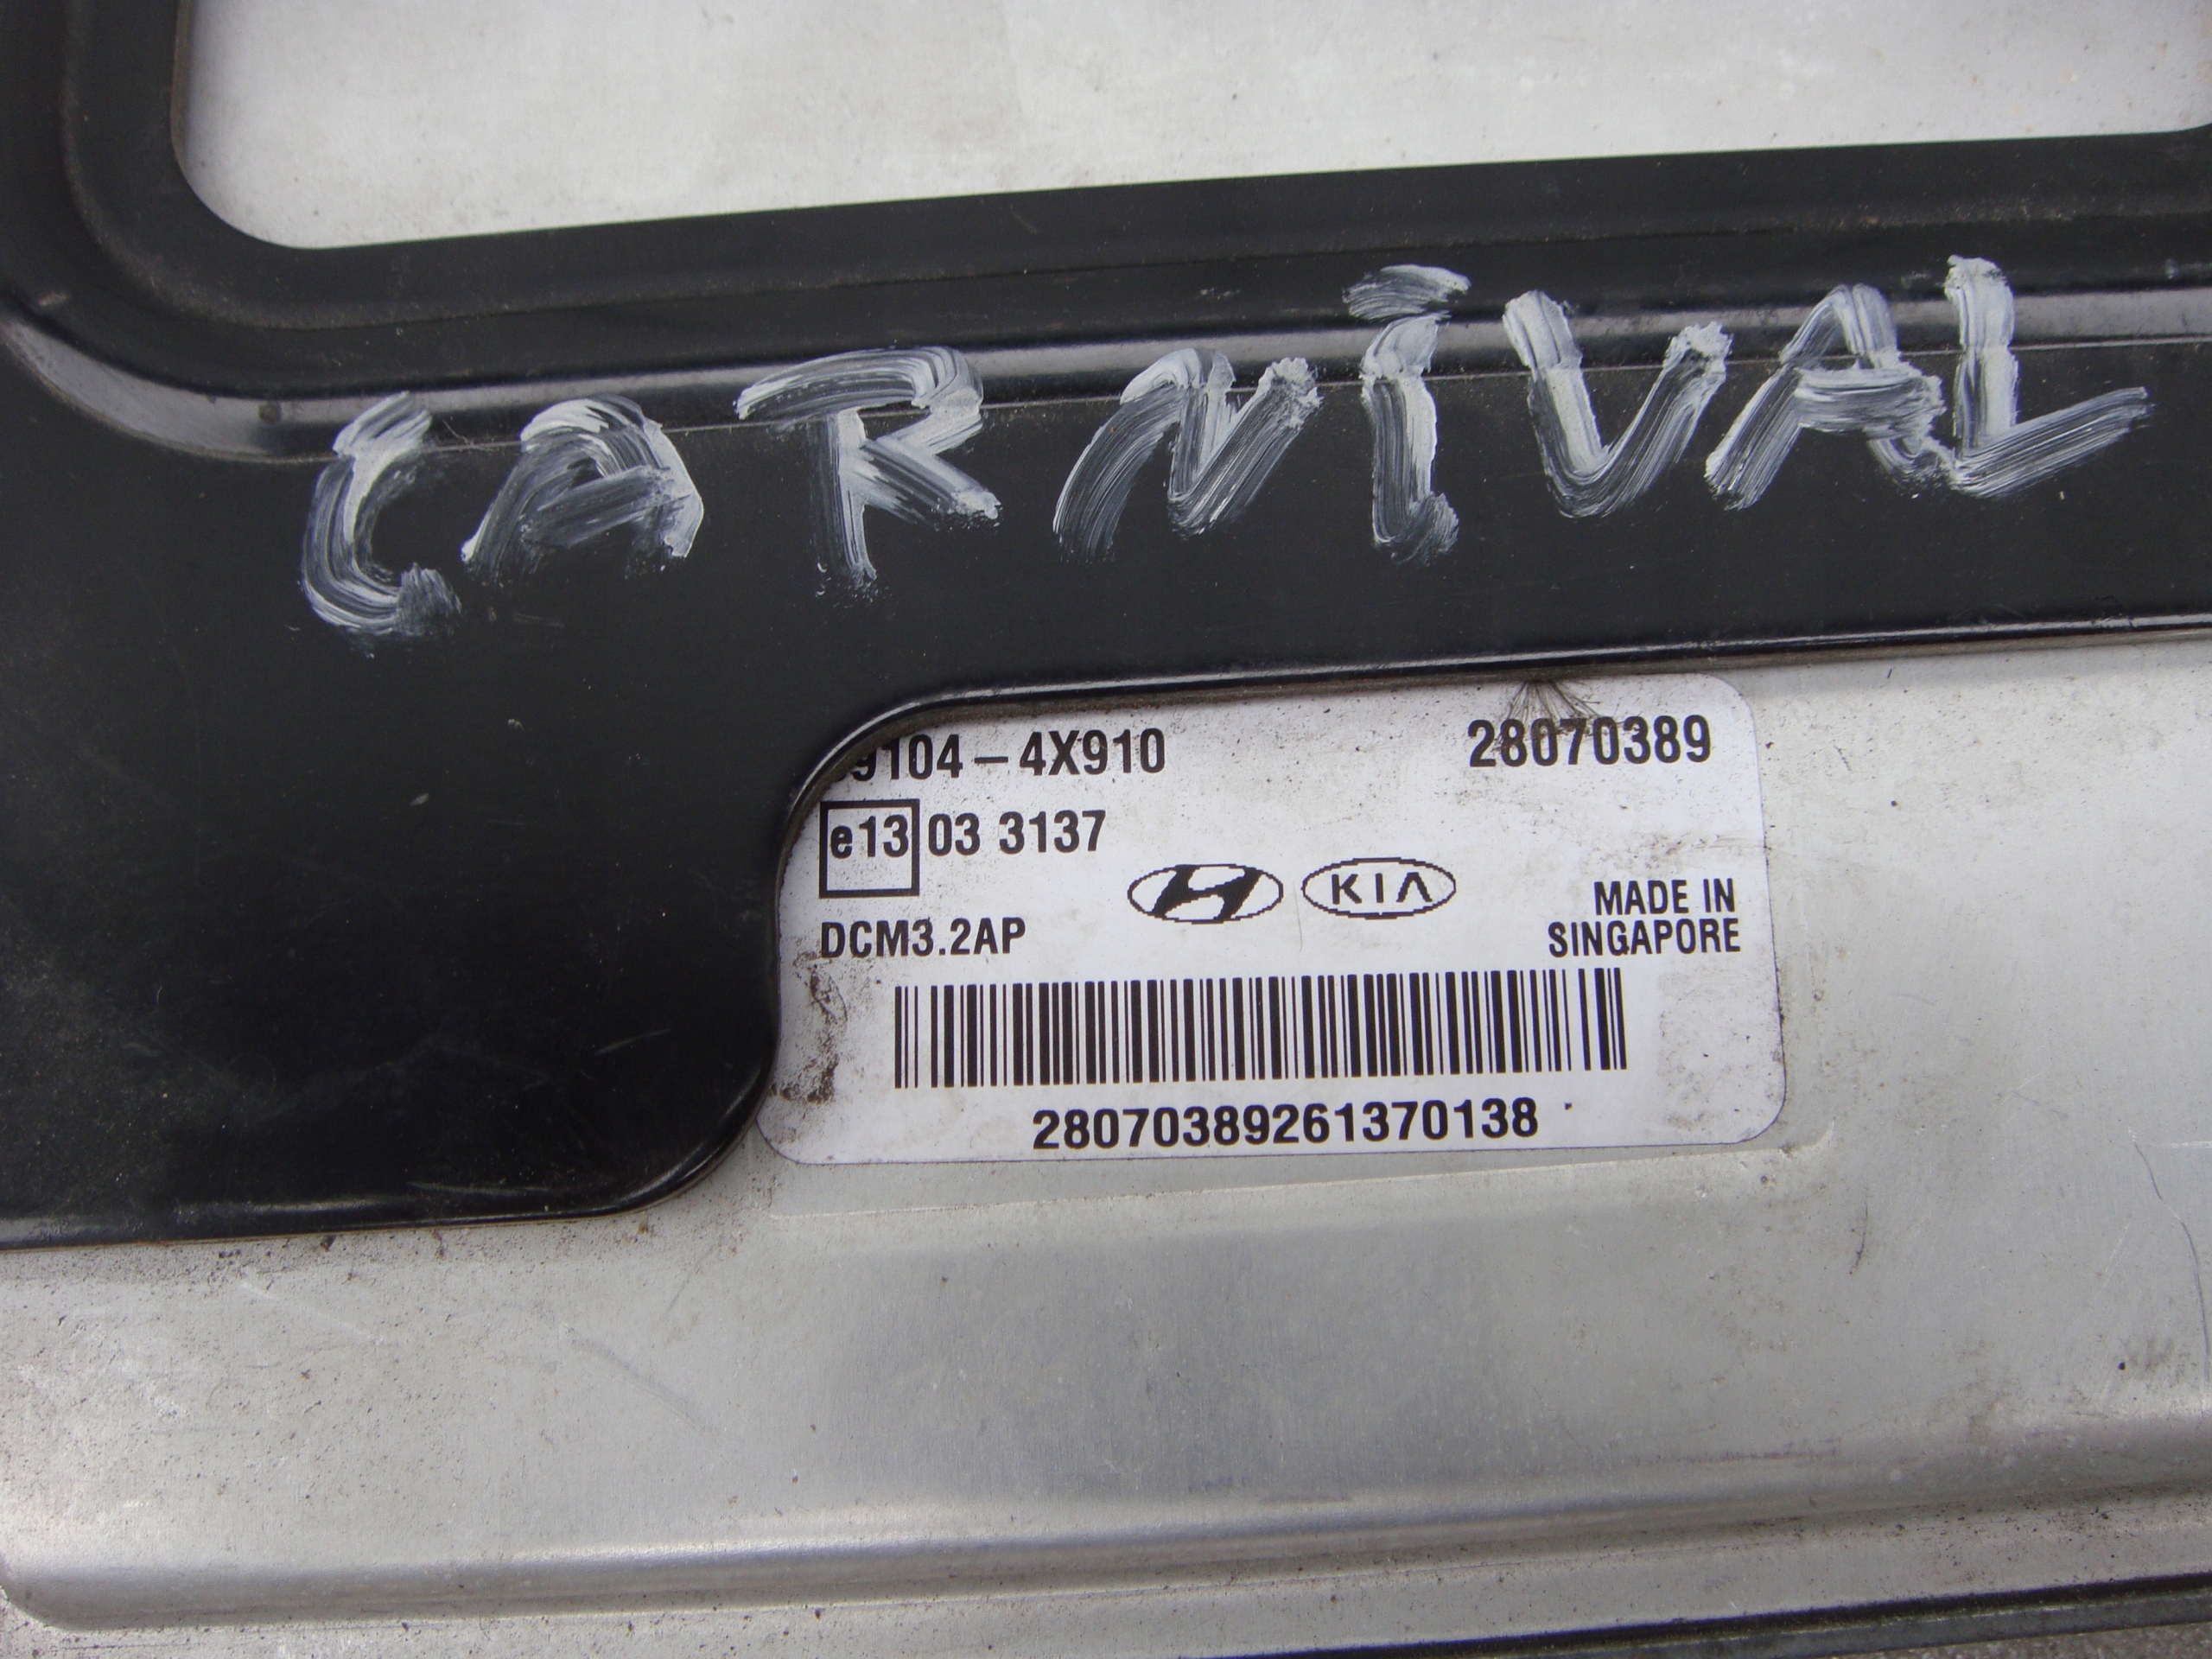 CARNIVAL
9104-4X910 28070389
e13 03 3137
KIA
MADE IN
DCM3.2AP SINGAPORE
28070389261370138